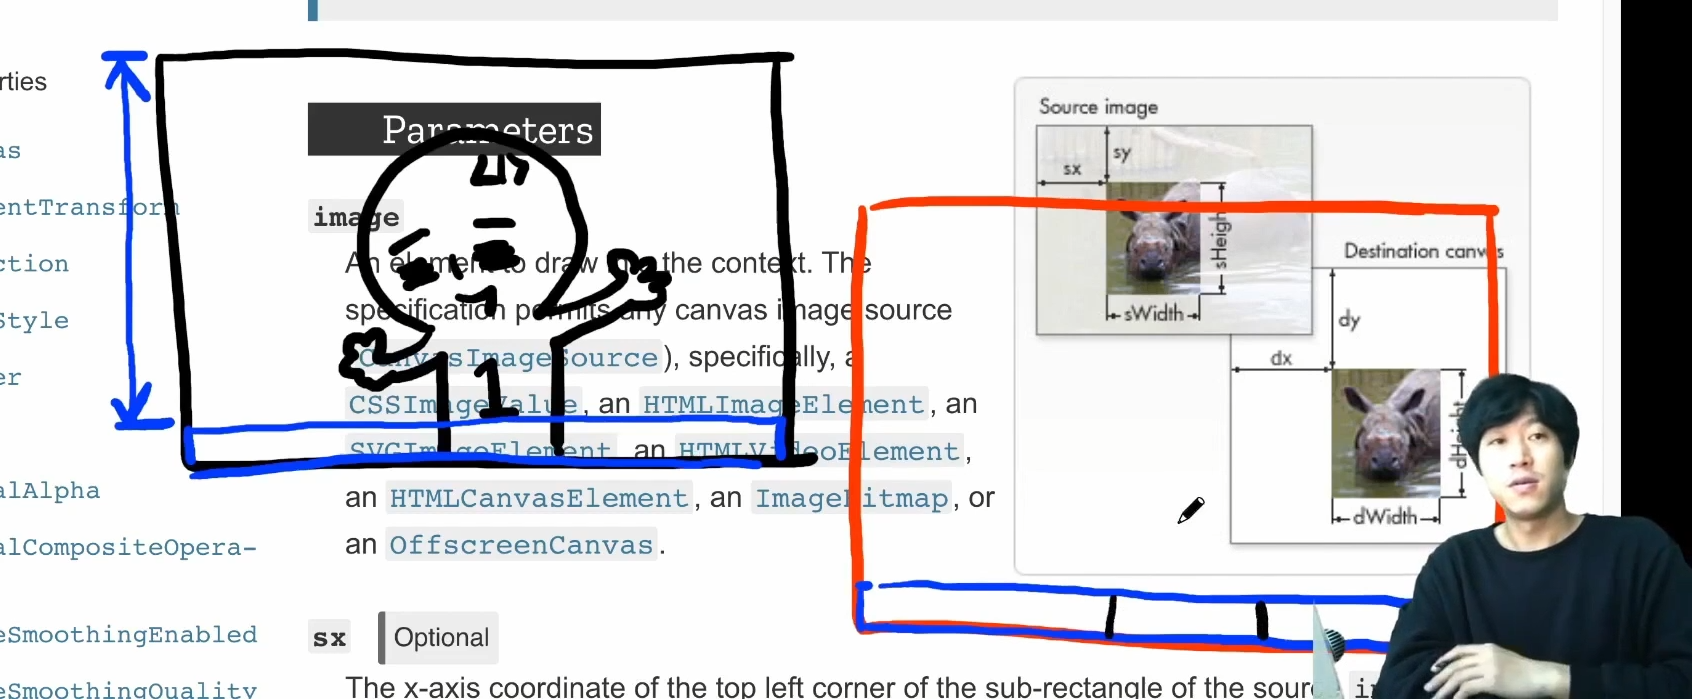 rties
as
entTransform
ction
Style
er
alAlpha
alCompositeOpera-
eSmoothingEnabled
eSmoothingQuality
Parameters
image
An element to draw into the context. The
specification permits any canvas image source
(CanvasImageSource), specifically, a
CSSImageValue, an HTMLImageElement, an
SVGImageElement, an HTMLVideoElement,
an HTMLCanvasElement, an ImageBitmap, or
an OffscreenCanvas.
sx Optional
The x-axis coordinate of the top left corner of the sub-rectangle of the sour
Source image
sy
sx
sHeight
sWidth
Destination canvas
dy
dx
dHeight
dWidth